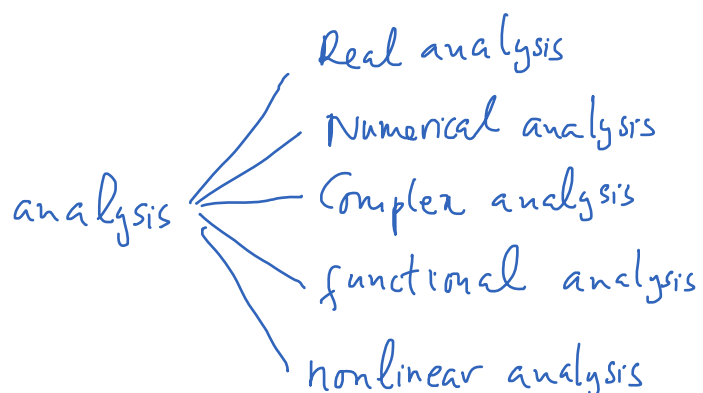 Real analysis
Numerical analysis
analysis
Complex analysis
functional analysis
nonlinear analysis